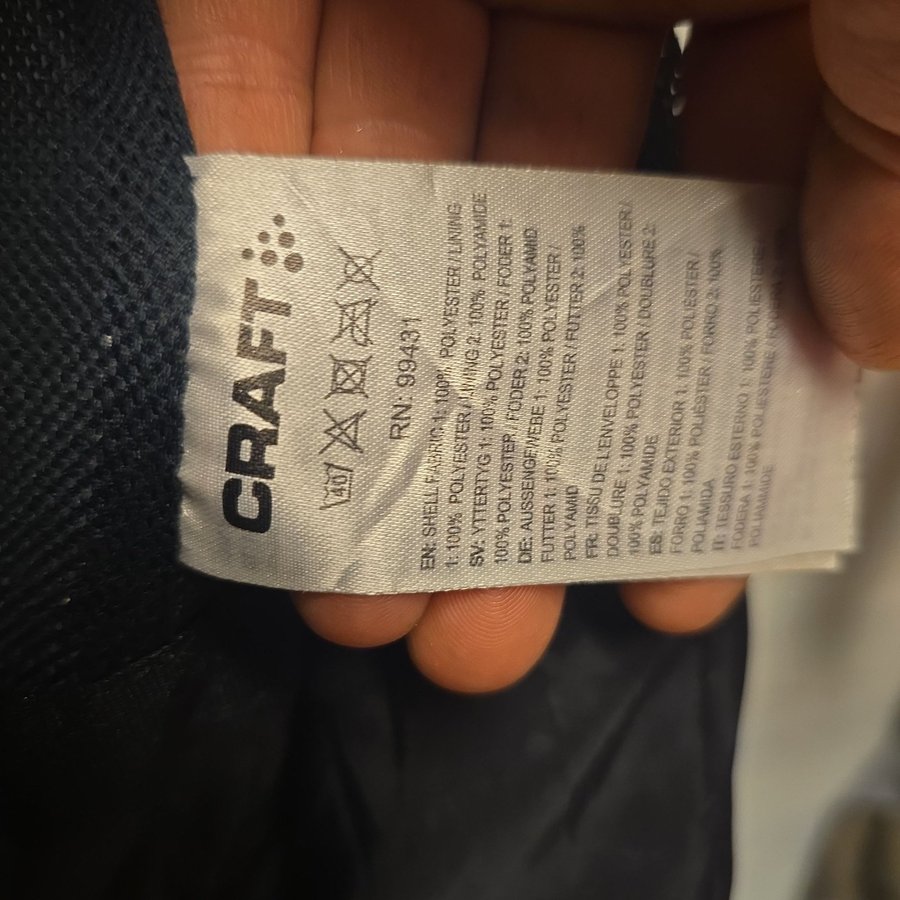 CRAFT
40
RN: 99431
EN: SHELL FABRIC 1: 100% POLYESTER / LINING
1: 100% POLYESTER / LINING 2: 100% POLYAMIDE
SV: YTTERTYG 1: 100% POLYESTER / FODER 1:
100% POLYESTER / FODER 2: 100% POLYAMID
DE: AUSSENGEWEBE 1: 100% POLYESTER /
FUTTER 1: 100% POLYESTER / FUTTER 2: 100%
POLYAMID
FR: TISSU DE L'ENVELOPPE 1: 100% POLYESTER/
DOUBLURE 1: 100% POLYESTER / DOUBLURE 2:
100% POLYAMIDE
ES: TEJIDO EXTERIOR 1: 100% POLIÉSTER /
FORRO 1: 100% POLIÉSTER / FORRO 2: 100%
POLIAMIDA
IT: TESSURO ESTERNO 1: 100% POLIESTERE
FODERA 1: 100% POLIESTERE /
POLIAMMIDE